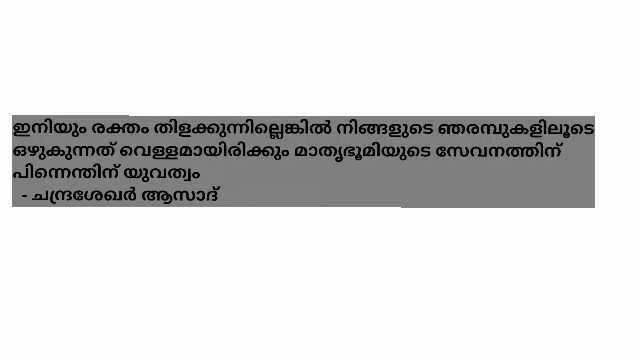 ഇനിയും രക്തം തിളക്കുന്നില്ലെങ്കിൽ നിങ്ങളുടെ ഞരമ്പുകളിലൂടെ
ഒഴുകുന്നത് വെള്ളമായിരിക്കും മാതൃഭൂമിയുടെ സേവനത്തിന്
പിന്നെന്തിന് യുവത്വം
- ചന്ദ്രശേഖർ ആസാദ്